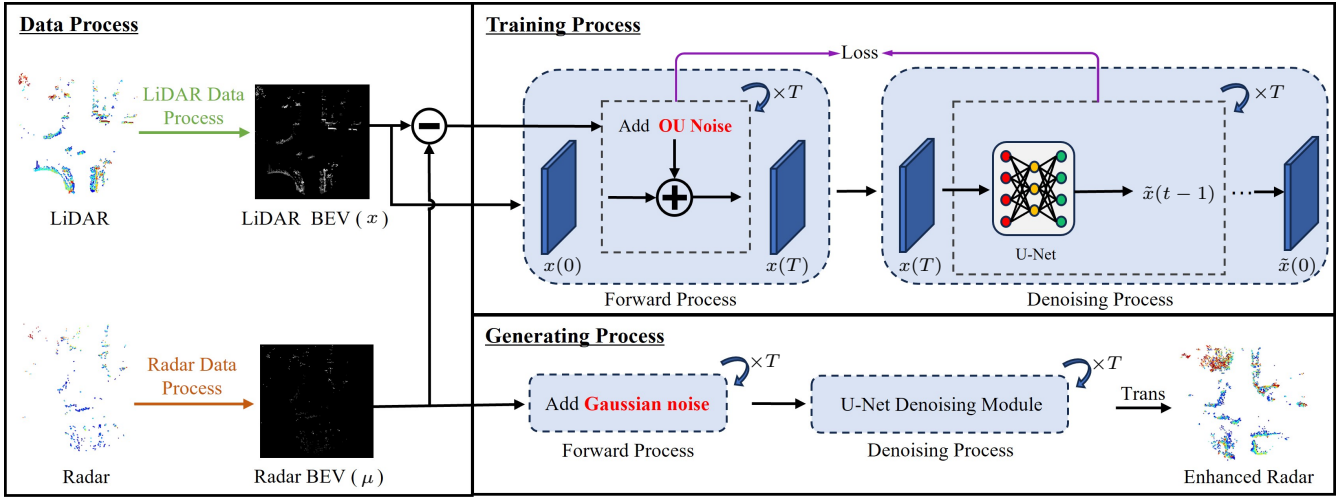 Data Process
LiDAR
LiDAR Data
Process
LiDAR BEV ( x )
Radar
Radar Data
Process
Radar BEV ( μ )
Training Process
Loss
×T
Add OU Noise
x(0)
x(T)
Forward Process
×T
x(T)
U-Net
x̃(t − 1)
x̃(0)
Denoising Process
Generating Process
×T
Add Gaussian noise
Forward Process
×T
U-Net Denoising Module
Denoising Process
Trans
Enhanced Radar